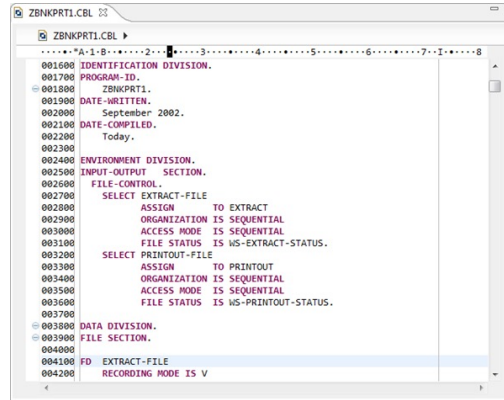 ZBNKPRT1.CBL
ZBNKPRT1.CBL
····+·*A·1·B··+····2···+····3····+····4····+····5····+····6····+····7··I·+····8
001600 IDENTIFICATION DIVISION.
001700 PROGRAM-ID.
001800     ZBNKPRT1.
001900 DATE-WRITTEN.
002000     September 2002.
002100 DATE-COMPILED.
002200     Today.
002300
002400 ENVIRONMENT DIVISION.
002500 INPUT-OUTPUT   SECTION.
002600   FILE-CONTROL.
002700     SELECT EXTRACT-FILE
002800            ASSIGN       TO EXTRACT
002900            ORGANIZATION IS SEQUENTIAL
003000            ACCESS MODE  IS SEQUENTIAL
003100            FILE STATUS  IS WS-EXTRACT-STATUS.
003200     SELECT PRINTOUT-FILE
003300            ASSIGN       TO PRINTOUT
003400            ORGANIZATION IS SEQUENTIAL
003500            ACCESS MODE  IS SEQUENTIAL
003600            FILE STATUS  IS WS-PRINTOUT-STATUS.
003700
003800 DATA DIVISION.
003900 FILE SECTION.
004000
004100 FD  EXTRACT-FILE
004200     RECORDING MODE IS V